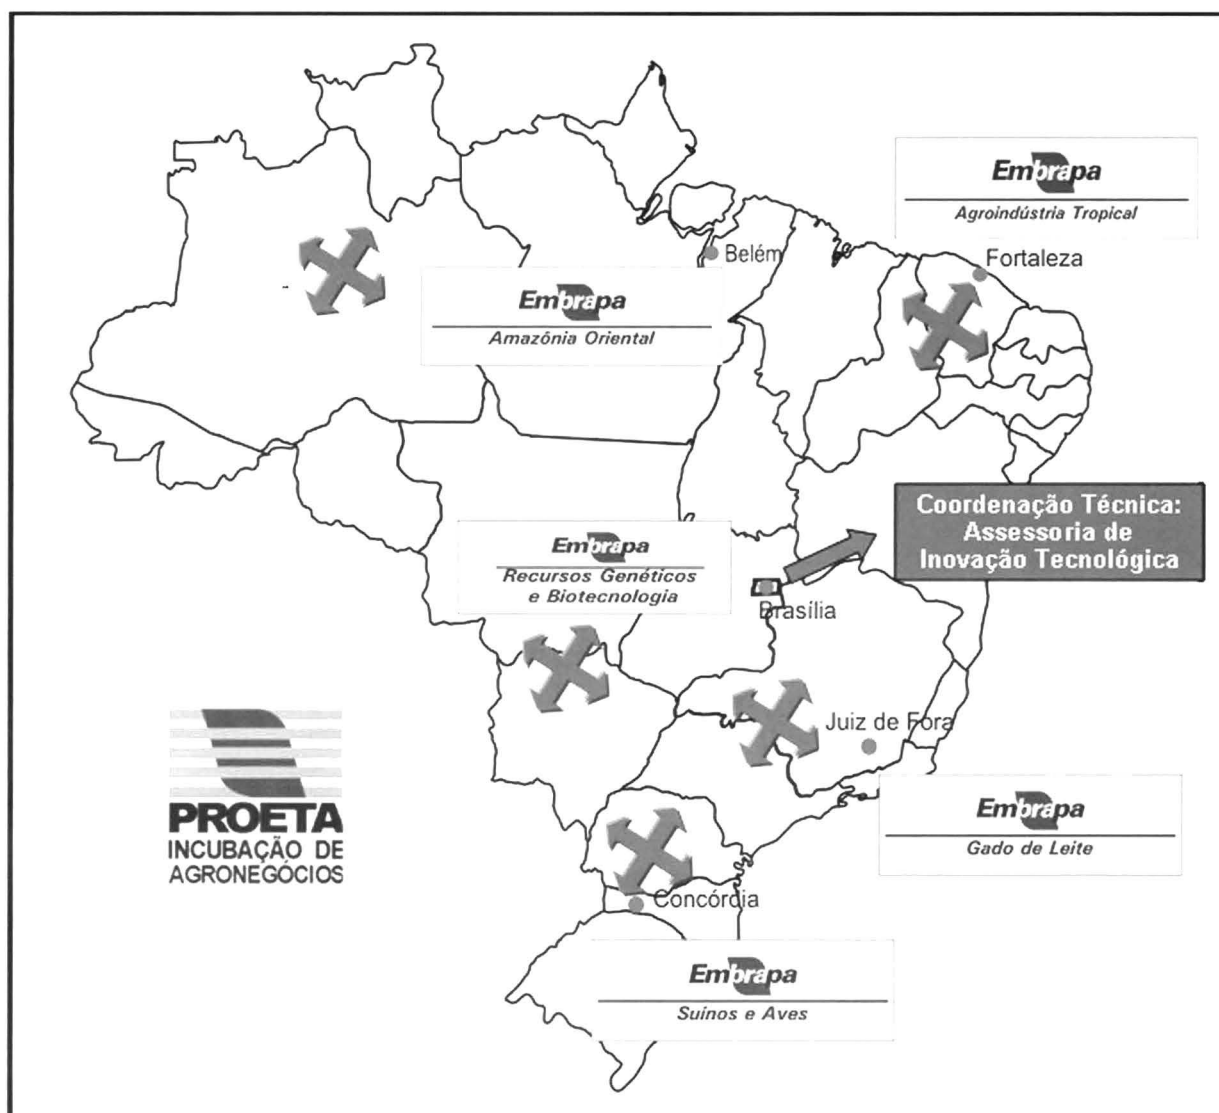 Embrapa
Agroindústria Tropical
Belém
Fortaleza
Embrapa
Amazônia Oriental
Coordenação Técnica:
Assessoria de
Inovação Tecnológica
Embrapa
Recursos Genéticos
e Biotecnologia
Brasília
Juiz de Fora
Embrapa
Gado de Leite
PROETA
INCUBAÇÃO DE
AGRONEGÓCIOS
Concórdia
Embrapa
Suínos e Aves